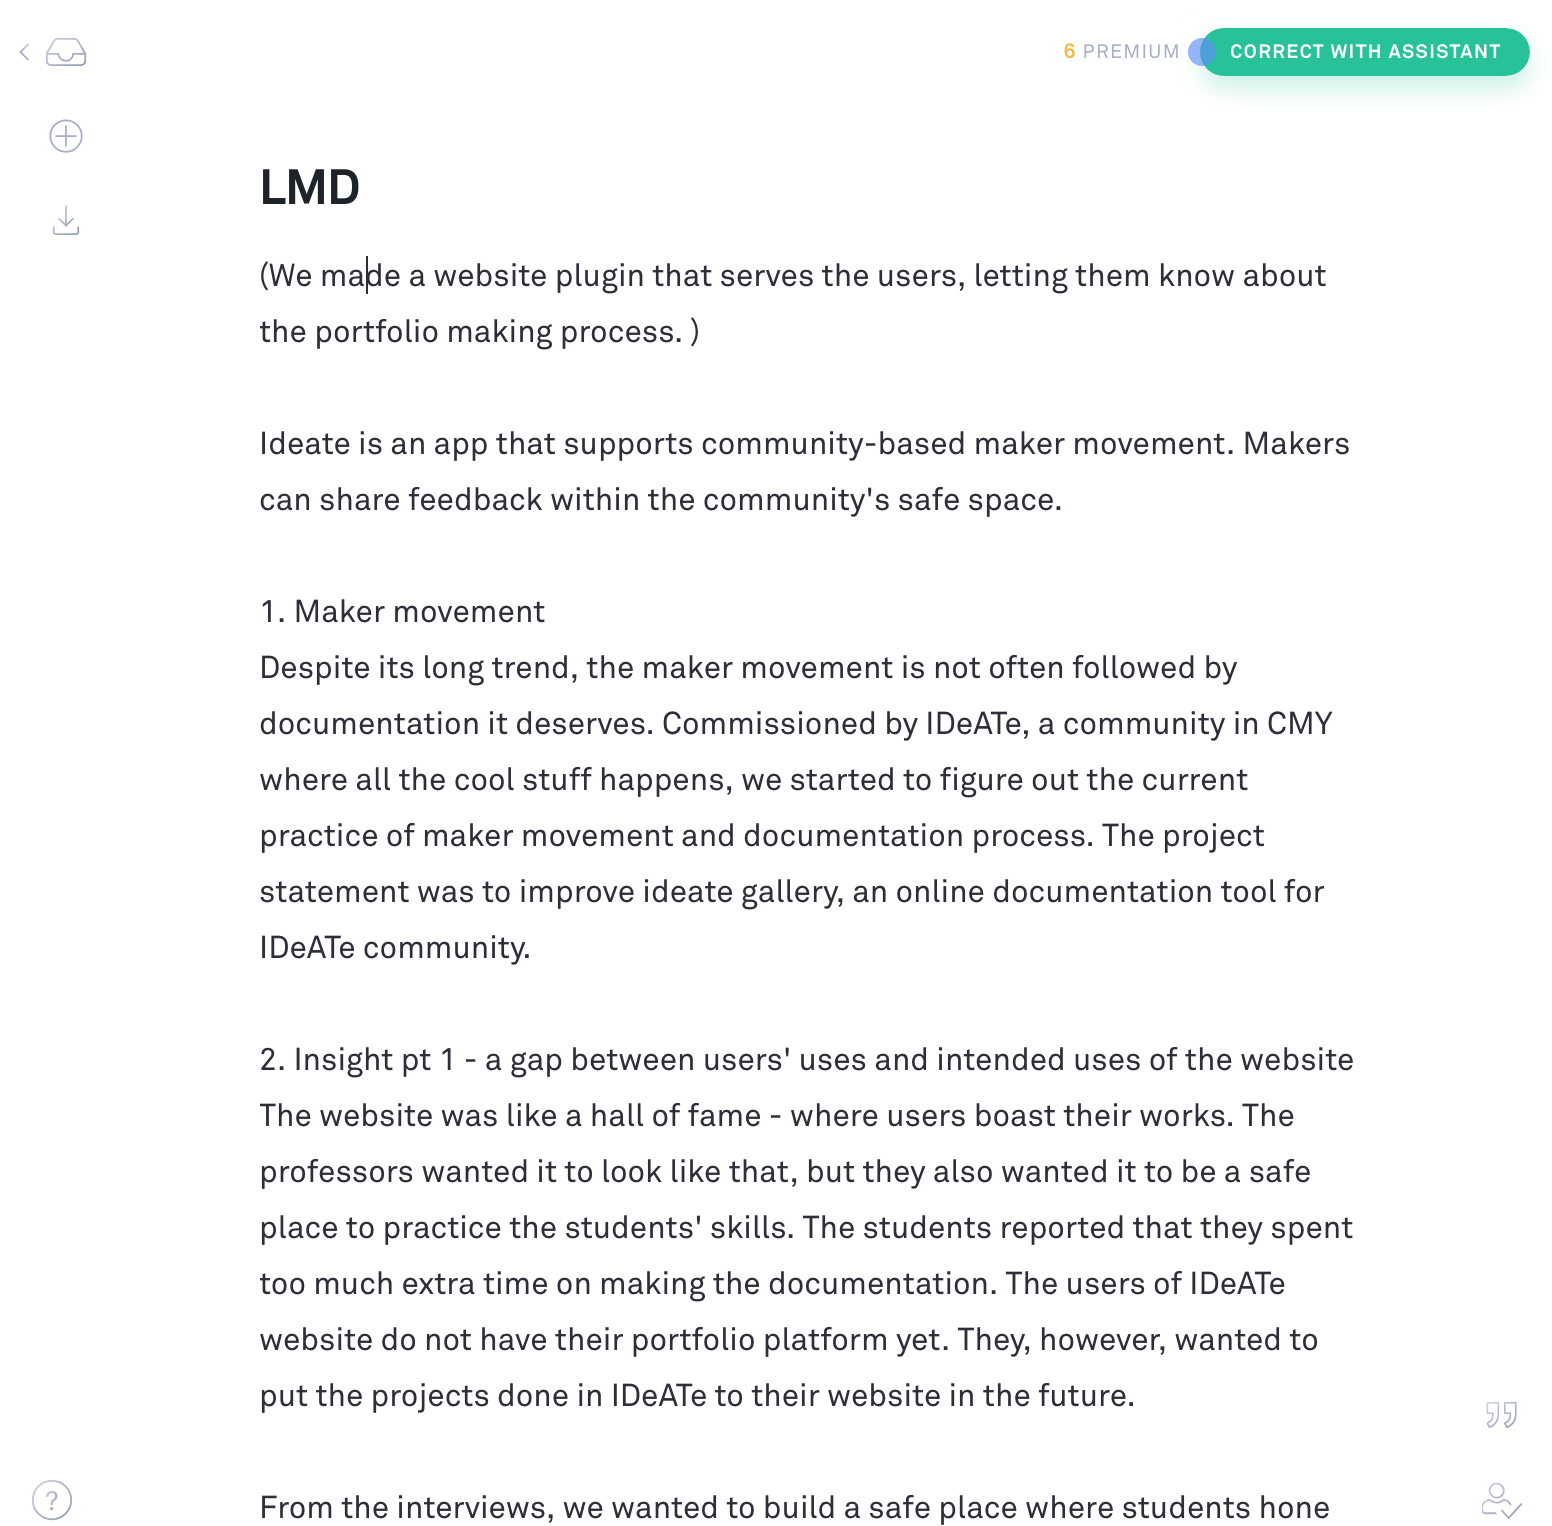 6 PREMIUM
CORRECT WITH ASSISTANT
LMD
(We made a website plugin that serves the users, letting them know about
the portfolio making process. )
Ideate is an app that supports community-based maker movement. Makers
can share feedback within the community's safe space.
1. Maker movement
Despite its long trend, the maker movement is not often followed by
documentation it deserves. Commissioned by IDeATe, a community in CMY
where all the cool stuff happens, we started to figure out the current
practice of maker movement and documentation process. The project
statement was to improve ideate gallery, an online documentation tool for
IDeATe community.
2. Insight pt 1 - a gap between users' uses and intended uses of the website
The website was like a hall of fame - where users boast their works. The
professors wanted it to look like that, but they also wanted it to be a safe
place to practice the students' skills. The students reported that they spent
too much extra time on making the documentation. The users of IDeATe
website do not have their portfolio platform yet. They, however, wanted to
put the projects done in IDeATe to their website in the future.
From the interviews, we wanted to build a safe place where students hone
?